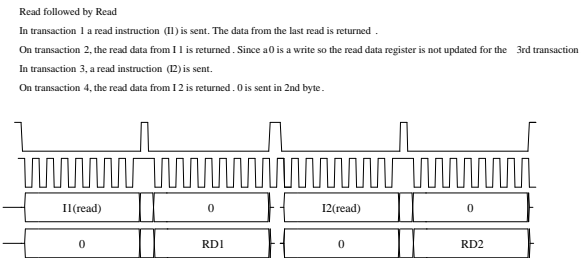 Read followed by Read
In transaction 1 a read instruction (I1) is sent. The data from the last read is returned .
On transaction 2, the read data from I 1 is returned . Since a 0 is a write so the read data register is not updated for the 3rd transaction
In transaction 3, a read instruction (I2) is sent.
On transaction 4, the read data from I 2 is returned . 0 is sent in 2nd byte .
I1(read) 0 I2(read) 0
0 RD1 0 RD2